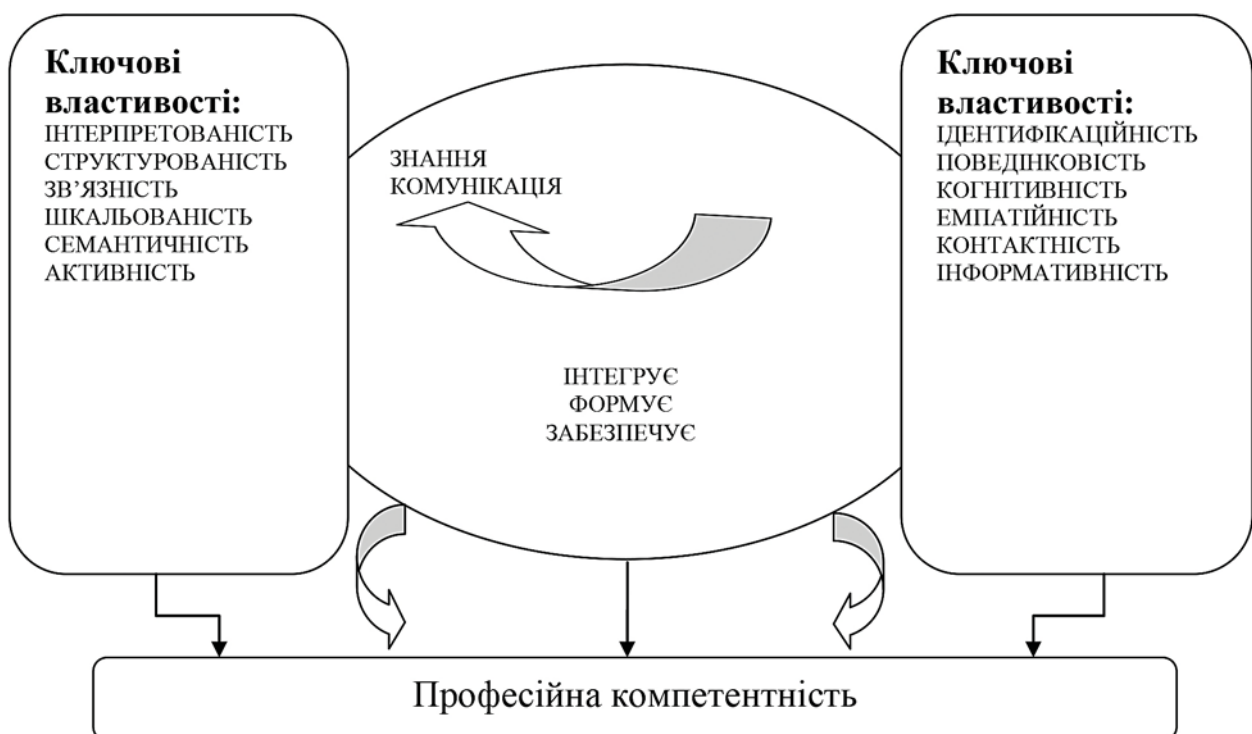 Ключові
властивості:
ІНТЕРПРЕТОВАНІСТЬ
СТРУКТУРОВАНІСТЬ
ЗВ’ЯЗНІСТЬ
ШКАЛЬОВАНІСТЬ
СЕМАНТИЧНІСТЬ
АКТИВНІСТЬ
ЗНАННЯ
КОМУНІКАЦІЯ
ІНТЕГРУЄ
ФОРМУЄ
ЗАБЕЗПЕЧУЄ
Ключові
властивості:
ІДЕНТИФІКАЦІЙНІСТЬ
ПОВЕДІНКОВІСТЬ
КОГНІТИВНІСТЬ
ЕМПАТІЙНІСТЬ
КОНТАКТНІСТЬ
ІНФОРМАТИВНІСТЬ
Професійна компетентність